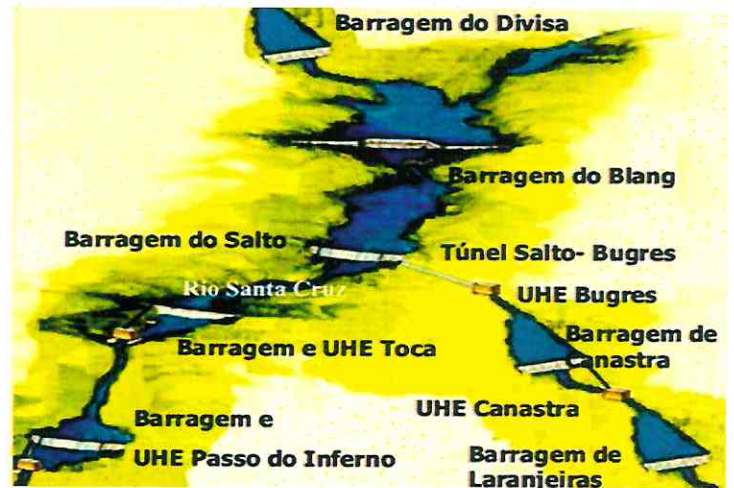 Barragem do Divisa
Barragem do Blang
Barragem do Salto
Túnel Salto- Bugres
Rio Santa Cruz
UHE Bugres
Barragem e UHE Toca
Barragem de
Canastra
UHE Canastra
Barragem e
UHE Passo do Inferno
Barragem de
Laranjeiras